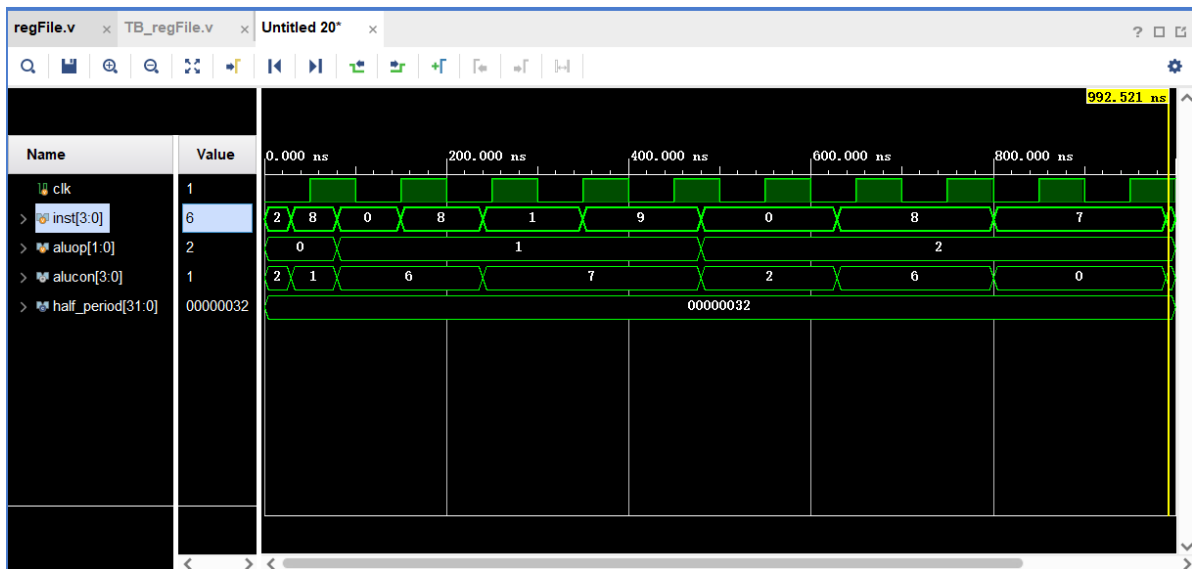 regFile.v × TB_regFile.v × Untitled 20* × ?
992.521 ns
Name Value 0.000 ns 200.000 ns 400.000 ns 600.000 ns 800.000 ns
clk 1
inst[3:0] 6 2 8 0 8 1 9 0 8 7
aluop[1:0] 2 0 1 2
alucon[3:0] 1 2 1 6 7 2 6 0
half_period[31:0] 00000032 00000032